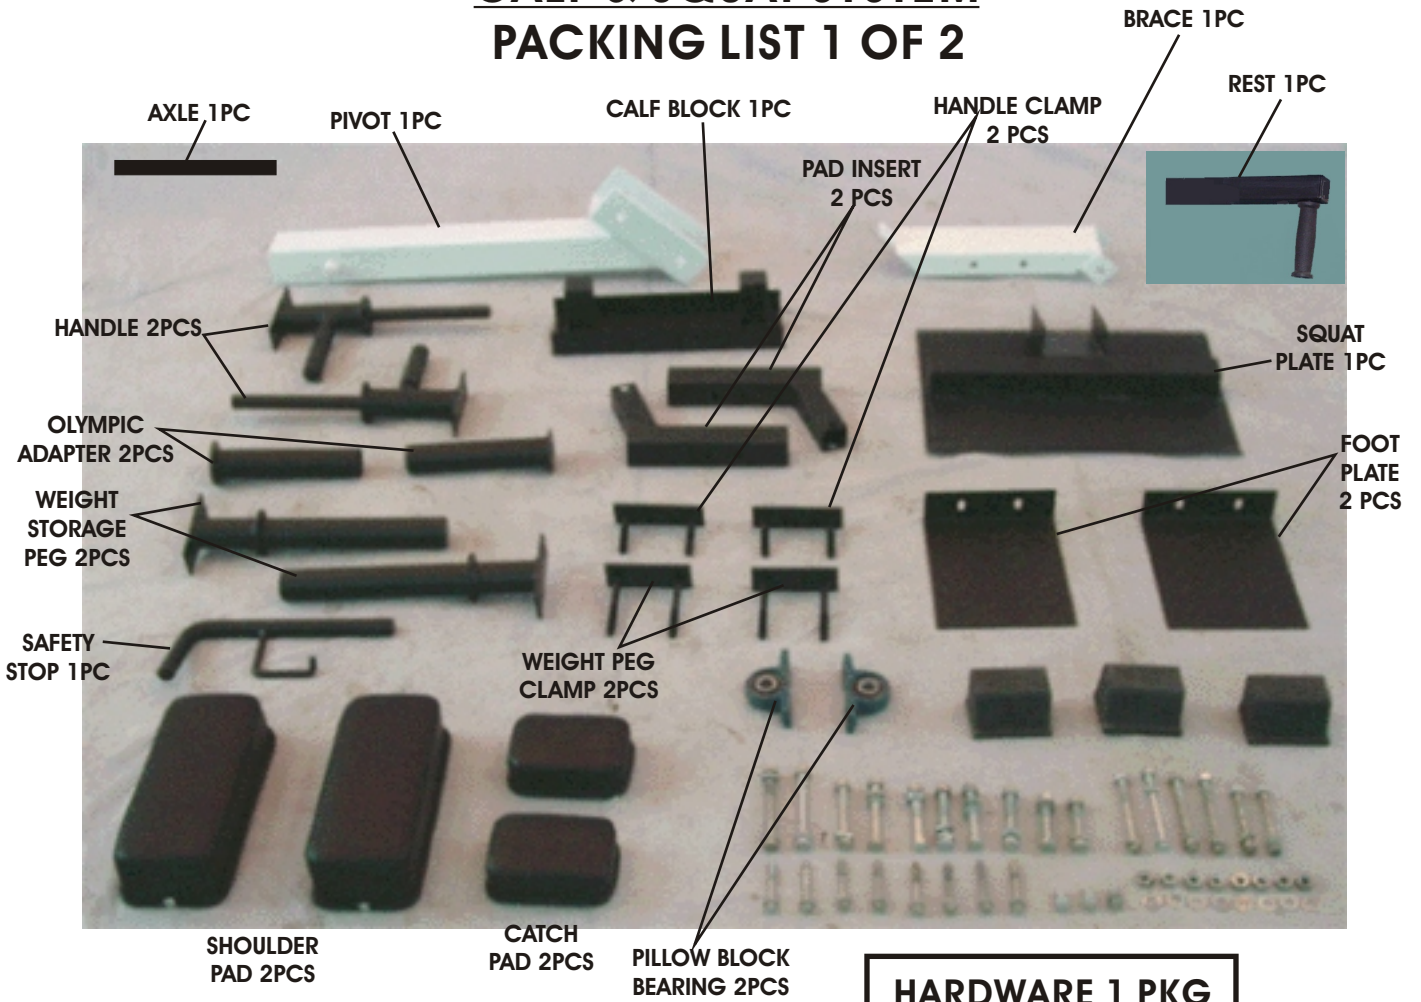 CALF & SQUAT SYSTEM
PACKING LIST 1 OF 2
BRACE 1PC
REST 1PC
AXLE 1PC
PIVOT 1PC
CALF BLOCK 1PC
HANDLE CLAMP
2 PCS
PAD INSERT
2 PCS
HANDLE 2PCS
SQUAT
PLATE 1PC
OLYMPIC
ADAPTER 2PCS
FOOT
PLATE
2 PCS
WEIGHT
STORAGE
PEG 2PCS
SAFETY
STOP 1PC
WEIGHT PEG
CLAMP 2PCS
SHOULDER
PAD 2PCS
CATCH
PAD 2PCS
PILLOW BLOCK
BEARING 2PCS
HARDWARE 1 PKG